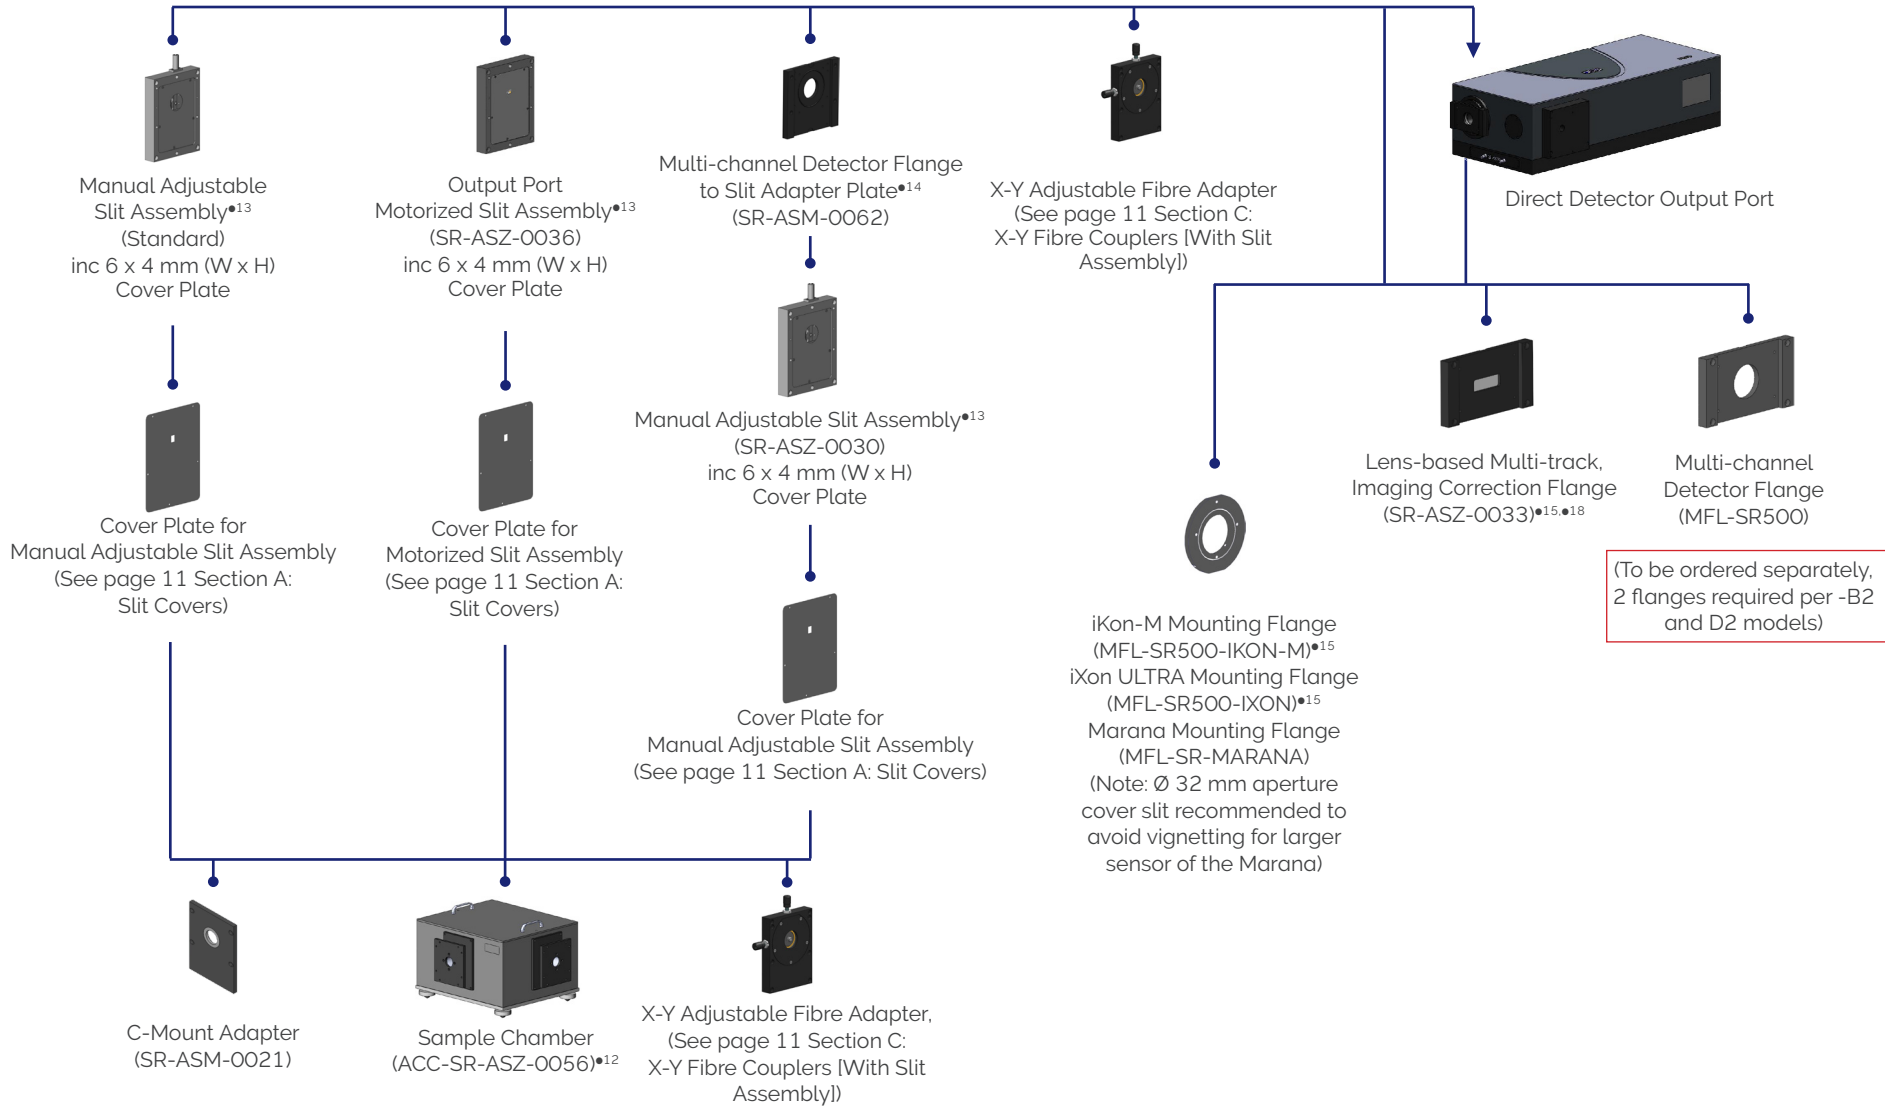 Manual Adjustable
Slit Assembly●13
(Standard)
inc 6 x 4 mm (W x H)
Cover Plate
Output Port
Motorized Slit Assembly●13
(SR-ASZ-0036)
inc 6 x 4 mm (W x H)
Cover Plate
Multi-channel Detector Flange
to Slit Adapter Plate●14
(SR-ASM-0062)
X-Y Adjustable Fibre Adapter
(See page 11 Section C:
X-Y Fibre Couplers [With Slit
Assembly])
Direct Detector Output Port
Manual Adjustable Slit Assembly●13
(SR-ASZ-0030)
inc 6 x 4 mm (W x H)
Cover Plate
Lens-based Multi-track,
Imaging Correction Flange
(SR-ASZ-0033)●15,●18
Multi-channel
Detector Flange
(MFL-SR500)
(To be ordered separately,
2 flanges required per -B2
and D2 models)
Cover Plate for
Manual Adjustable Slit Assembly
(See page 11 Section A:
Slit Covers)
Cover Plate for
Motorized Slit Assembly
(See page 11 Section A:
Slit Covers)
Cover Plate for
Manual Adjustable Slit Assembly
(See page 11 Section A: Slit Covers)
iKon-M Mounting Flange
(MFL-SR500-IKON-M)●15
iXon ULTRA Mounting Flange
(MFL-SR500-IXON)●15
Marana Mounting Flange
(MFL-SR-MARANA)
(Note: Ø 32 mm aperture
cover slit recommended to
avoid vignetting for larger
sensor of the Marana)
C-Mount Adapter
(SR-ASM-0021)
Sample Chamber
(ACC-SR-ASZ-0056)●12
X-Y Adjustable Fibre Adapter,
(See page 11 Section C:
X-Y Fibre Couplers [With Slit
Assembly])